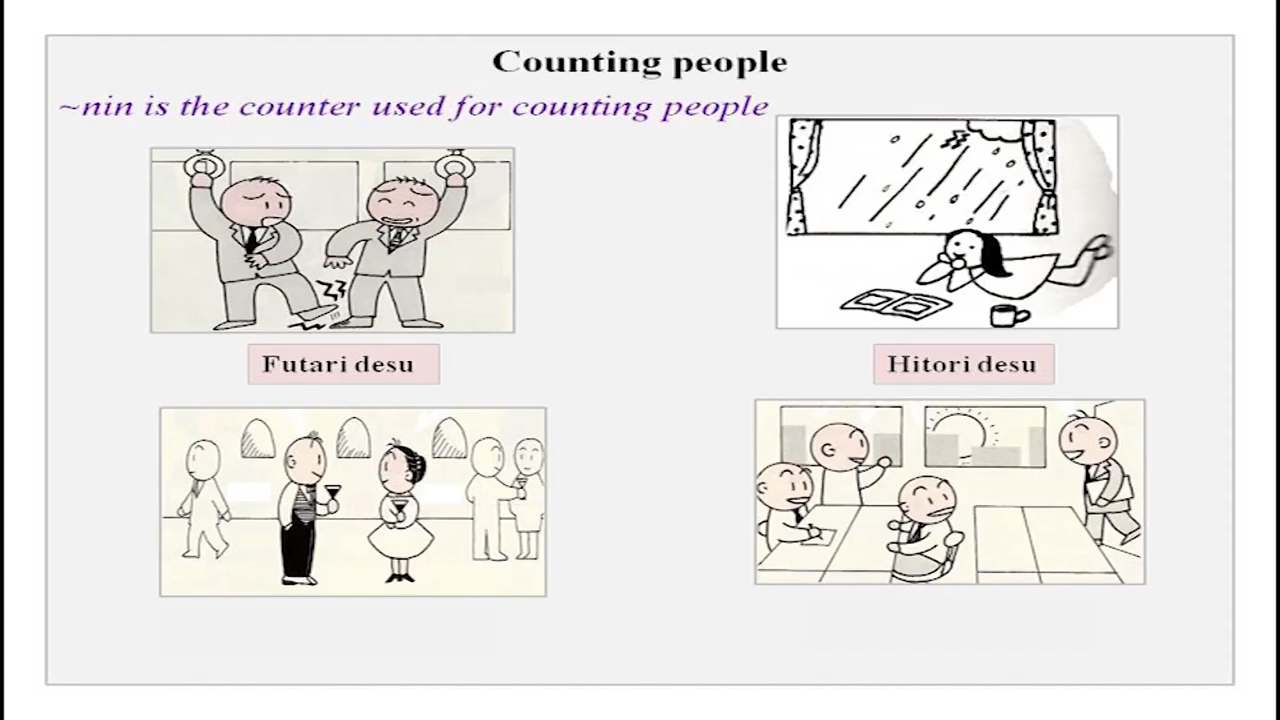 Counting people
~nin is the counter used for counting people
Futari desu
Hitori desu